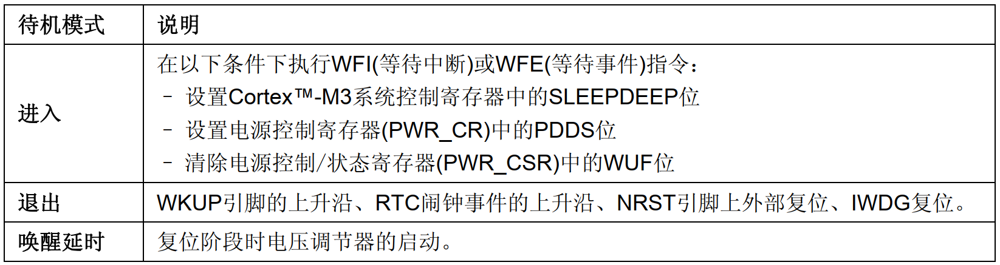 待机模式 说明
进入
在以下条件下执行WFI(等待中断)或WFE(等待事件)指令：
– 设置Cortex™-M3系统控制寄存器中的SLEEPDEEP位
– 设置电源控制寄存器(PWR_CR)中的PDDS位
– 清除电源控制/状态寄存器(PWR_CSR)中的WUF位
退出 WKUP引脚的上升沿、RTC闹钟事件的上升沿、NRST引脚上外部复位、IWDG复位。
唤醒延时 复位阶段时电压调节器的启动。